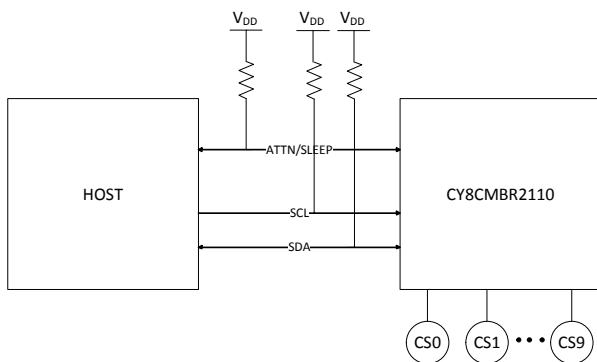 VDD VDD VDD
ATTN/SLEEP
HOST
CY8CMBR2110
SCL
SDA
CS0 CS1 ••• CS9